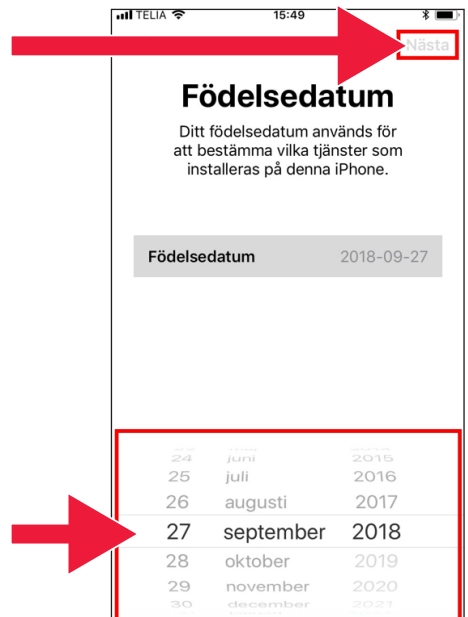 TELIA 15:49
Nästa
Födelsedatum
Ditt födelsedatum används för
att bestämma vilka tjänster som
installeras på denna iPhone.
Födelsedatum 2018-09-27
24 juni 2015
25 juli 2016
26 augusti 2017
27 september 2018
28 oktober 2019
29 november 2020
30 december 2021